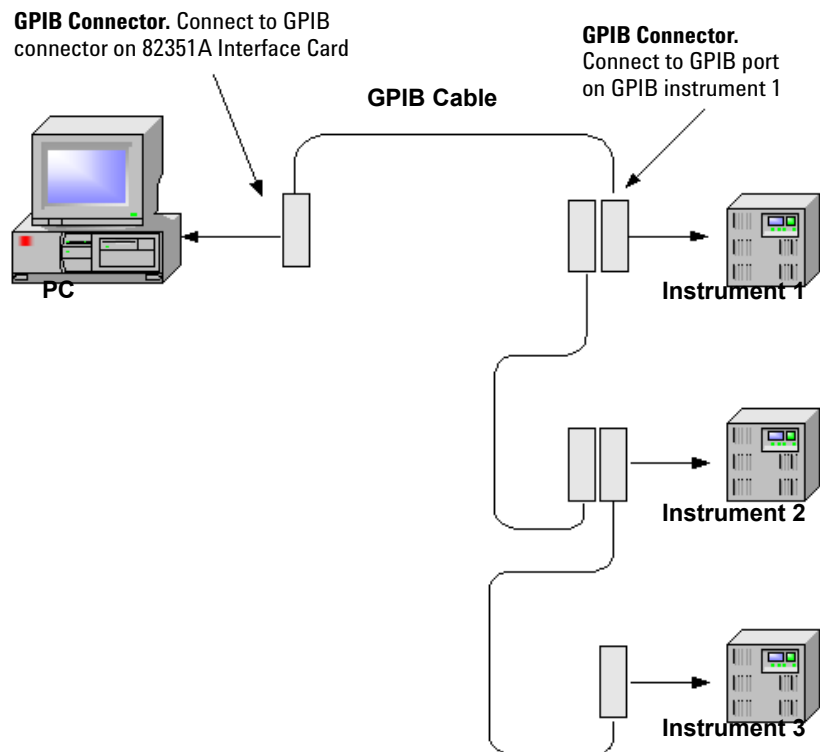 GPIB Connector. Connect to GPIB
connector on 82351A Interface Card
GPIB Connector.
Connect to GPIB port
on GPIB instrument 1
GPIB Cable
PC
Instrument 1
Instrument 2
Instrument 3